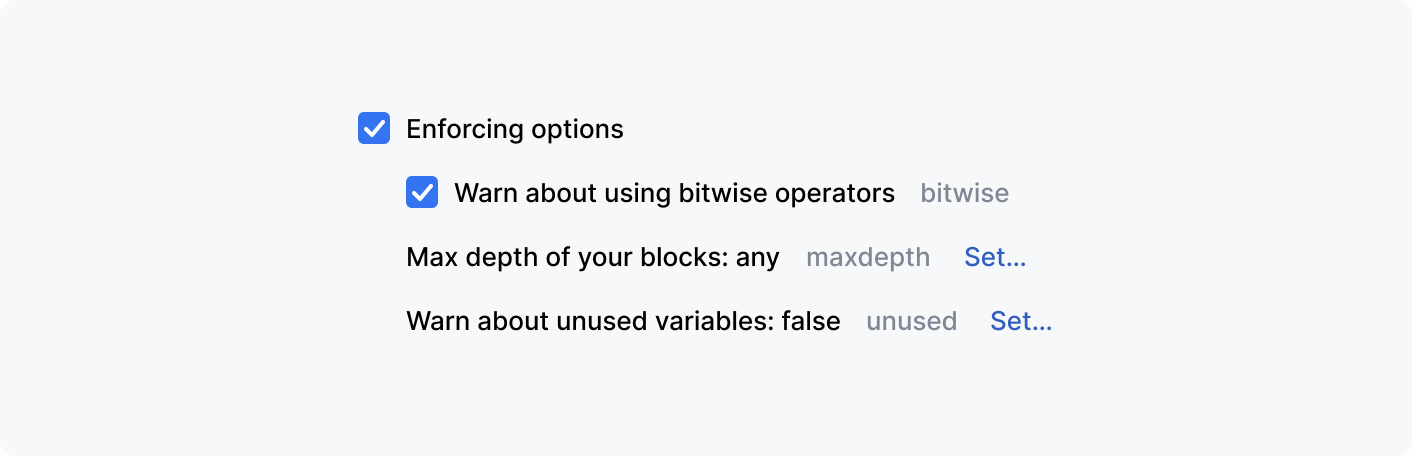 Enforcing options
Warn about using bitwise operators bitwise
Max depth of your blocks: any maxdepth Set...
Warn about unused variables: false unused Set...